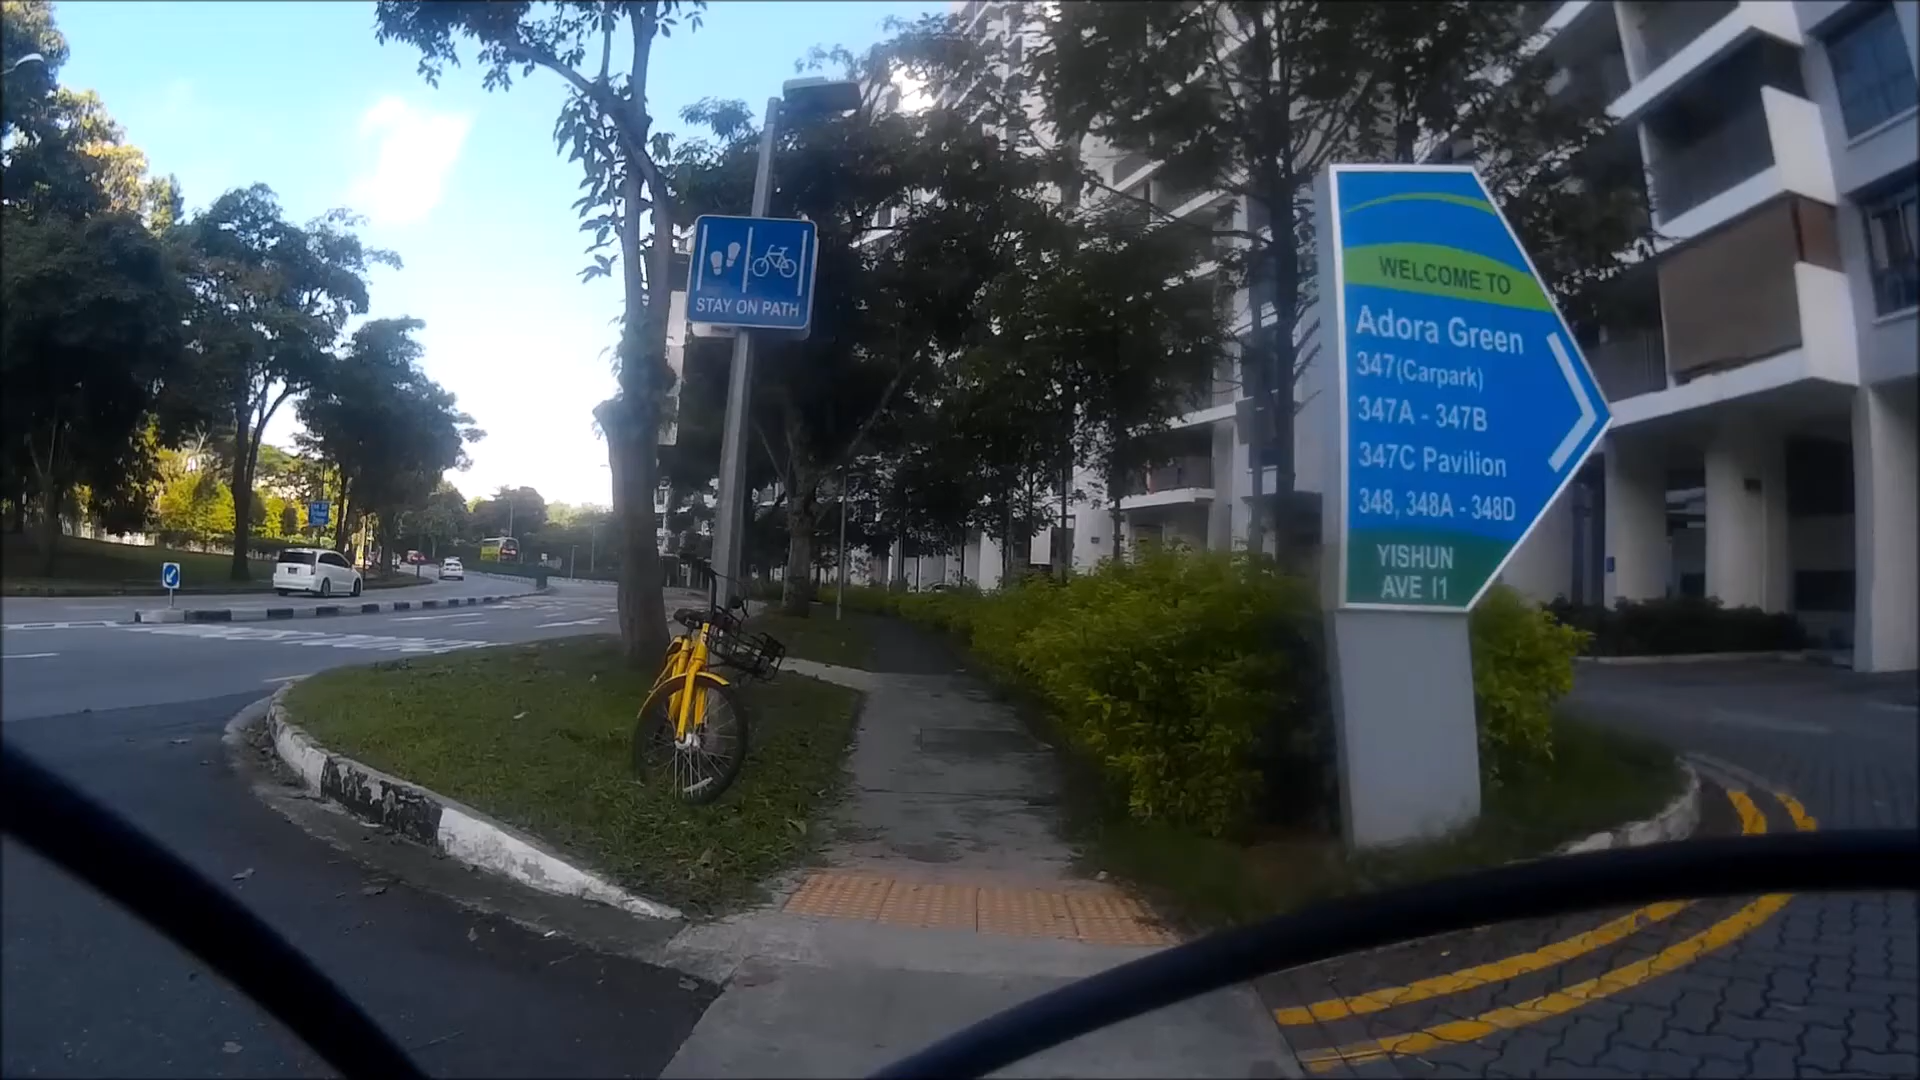 STAY ON PATH
WELCOME TO
Adora Green
347(Carpark)
347A - 347B
347C Pavilion
348, 348A - 348D
YISHUN
AVE 11